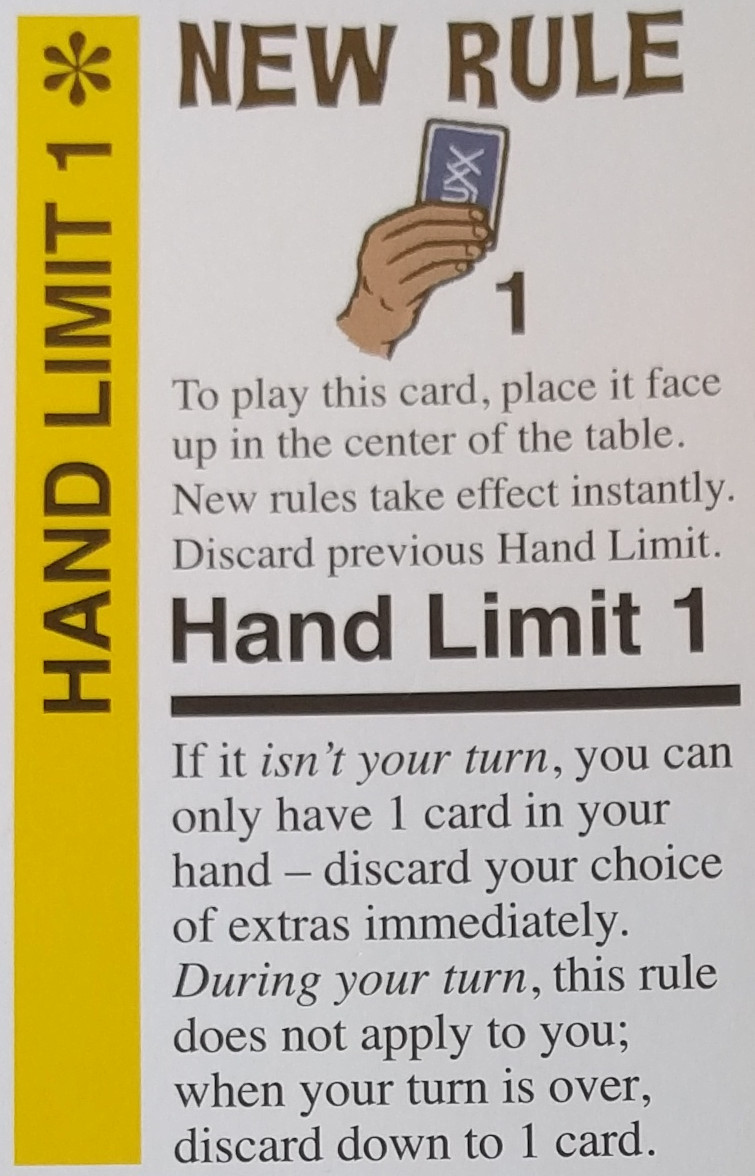 HAND LIMIT 1 *
NEW RULE
1
To play this card, place it face
up in the center of the table.
New rules take effect instantly.
Discard previous Hand Limit.
Hand Limit 1
If it isn't your turn, you can
only have 1 card in your
hand – discard your choice
of extras immediately.
During your turn, this rule
does not apply to you;
when your turn is over,
discard down to 1 card.